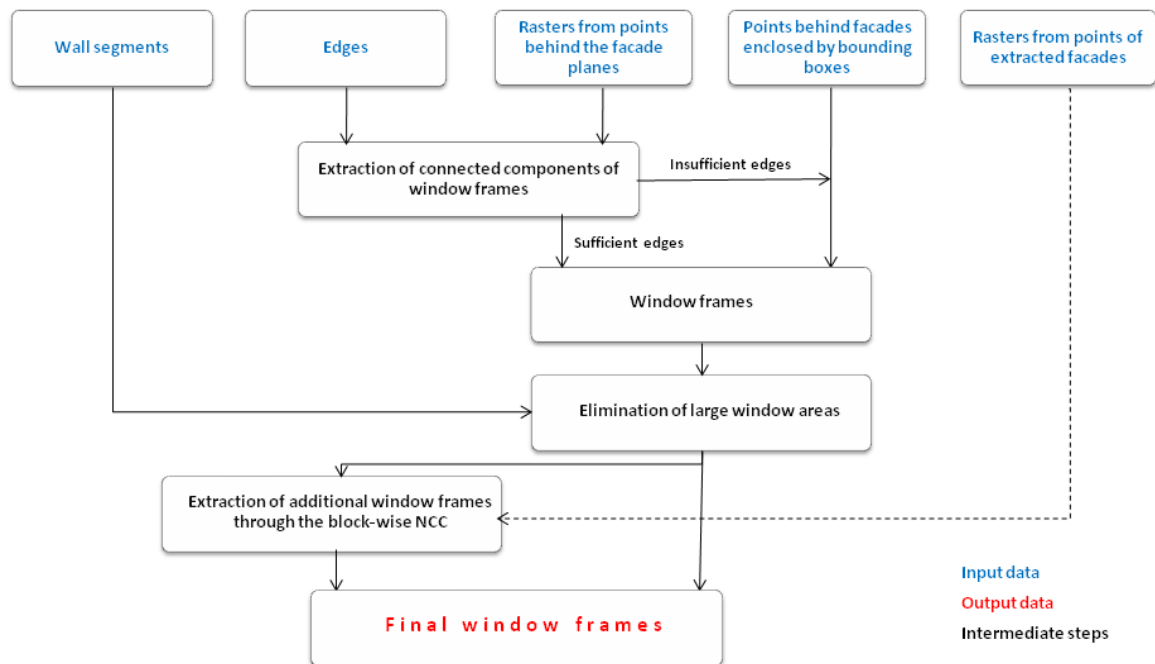 Wall segments
Edges
Rasters from points
behind the facade
planes
Points behind facades
enclosed by bounding
boxes
Rasters from points of
extracted facades
Extraction of connected components of
window frames
Insufficient edges
Sufficient edges
Window frames
Elimination of large window areas
Extraction of additional window frames
through the block-wise NCC
Input data
Output data
Intermediate steps
Final window frames